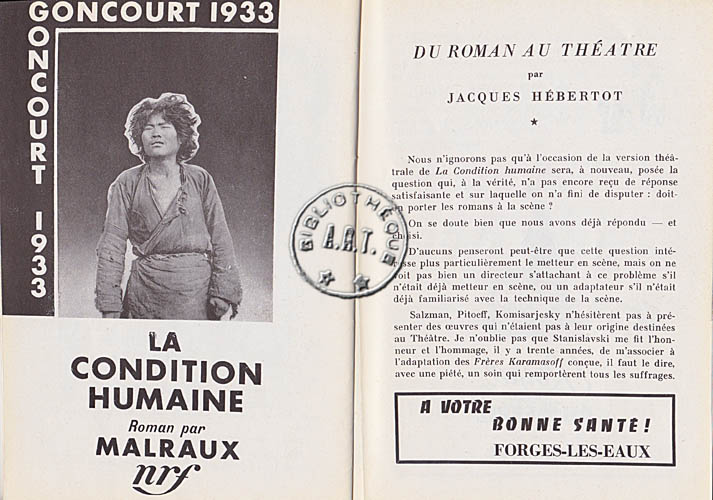 GONCOURT 1933
GONCOURT 1933
LA
CONDITION
HUMAINE
Roman par
MALRAUX
nrf
DU ROMAN AU THÉATRE
par
JACQUES HÉBERTOT
Nous n'ignorons pas qu'à l'occasion de la version théâ-
trale de La Condition humaine sera, à nouveau, posée la
question qui, à la vérité, n'a pas encore reçu de réponse
satisfaisante et sur laquelle on n'a fini de disputer : doit-
porter les romans à la scène ?
On se doute bien que nous avons déjà répondu — et
D'aucuns penseront peut-être que cette question inté-
resse plus particulièrement le metteur en scène, mais on ne
voit pas bien un directeur s'attachant à ce problème s'il
n'était déjà metteur en scène, ou un adaptateur s'il n'était
déjà familiarisé avec la technique de la scène.
Salzman, Pitoeff, Komisarjesky n'hésitèrent pas à pré-
senter des œuvres qui n'étaient pas à leur origine destinées
au Théâtre. Je n'oublie pas que Stanislavski me fit l'hon-
neur et l'hommage, il y a trente années, de m'associer à
l'adaptation des Frères Karamasoff conçue, il faut le dire,
avec une piété, un soin qui remportèrent tous les suffrages.
A VOTRE
BONNE SANTÉ !
FORGES-LES-EAUX
BIBLIOTHÈQUE
A.R.T.